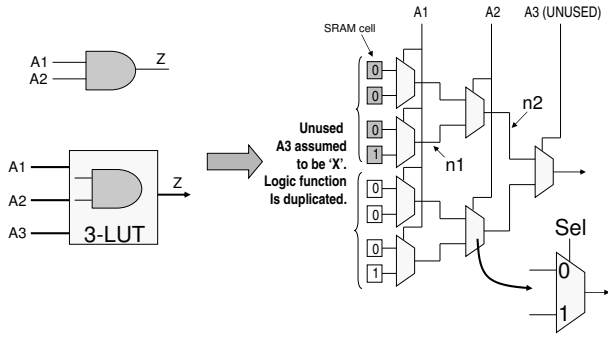 A1
A2
A3 (UNUSED)
SRAM cell
A1
A2
Z
0
0
0
1
n2
n1
Unused
A3 assumed
to be 'X'.
Logic function
Is duplicated.
A1
A2
A3
Z
3-LUT
0
0
0
1
Sel
0
1